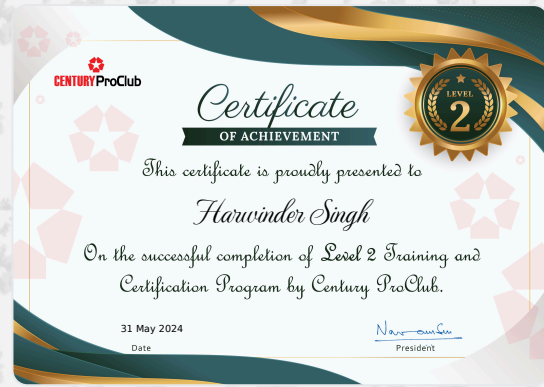 CENTURY ProClub
Certificate
OF ACHIEVEMENT
LEVEL
2
This certificate is proudly presented to
Harwinder Singh
On the successful completion of Level 2 Training and
Certification Program by Century ProClub.
31 May 2024
Date
President